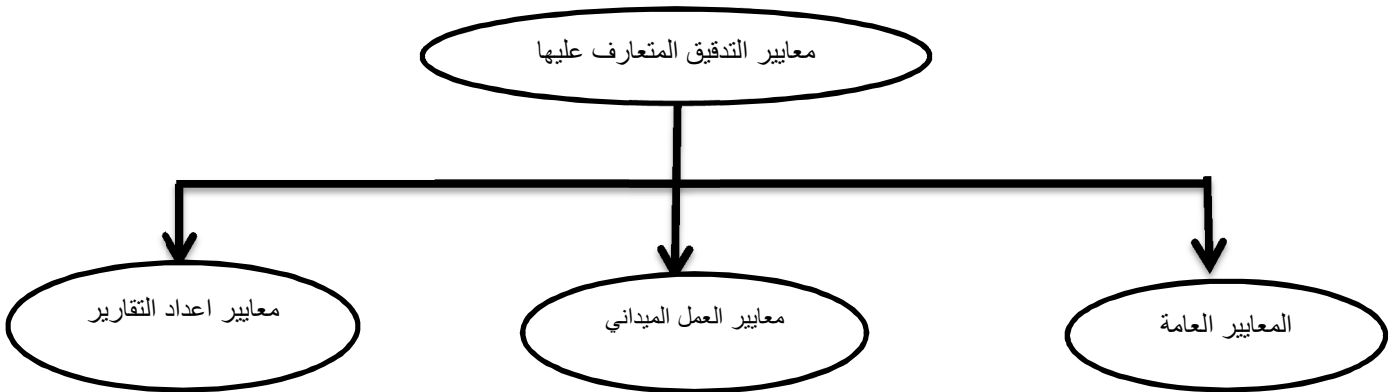 معايير التدقيق المتعارف عليها
المعايير العامة
معايير العمل الميداني
معايير اعداد التقارير